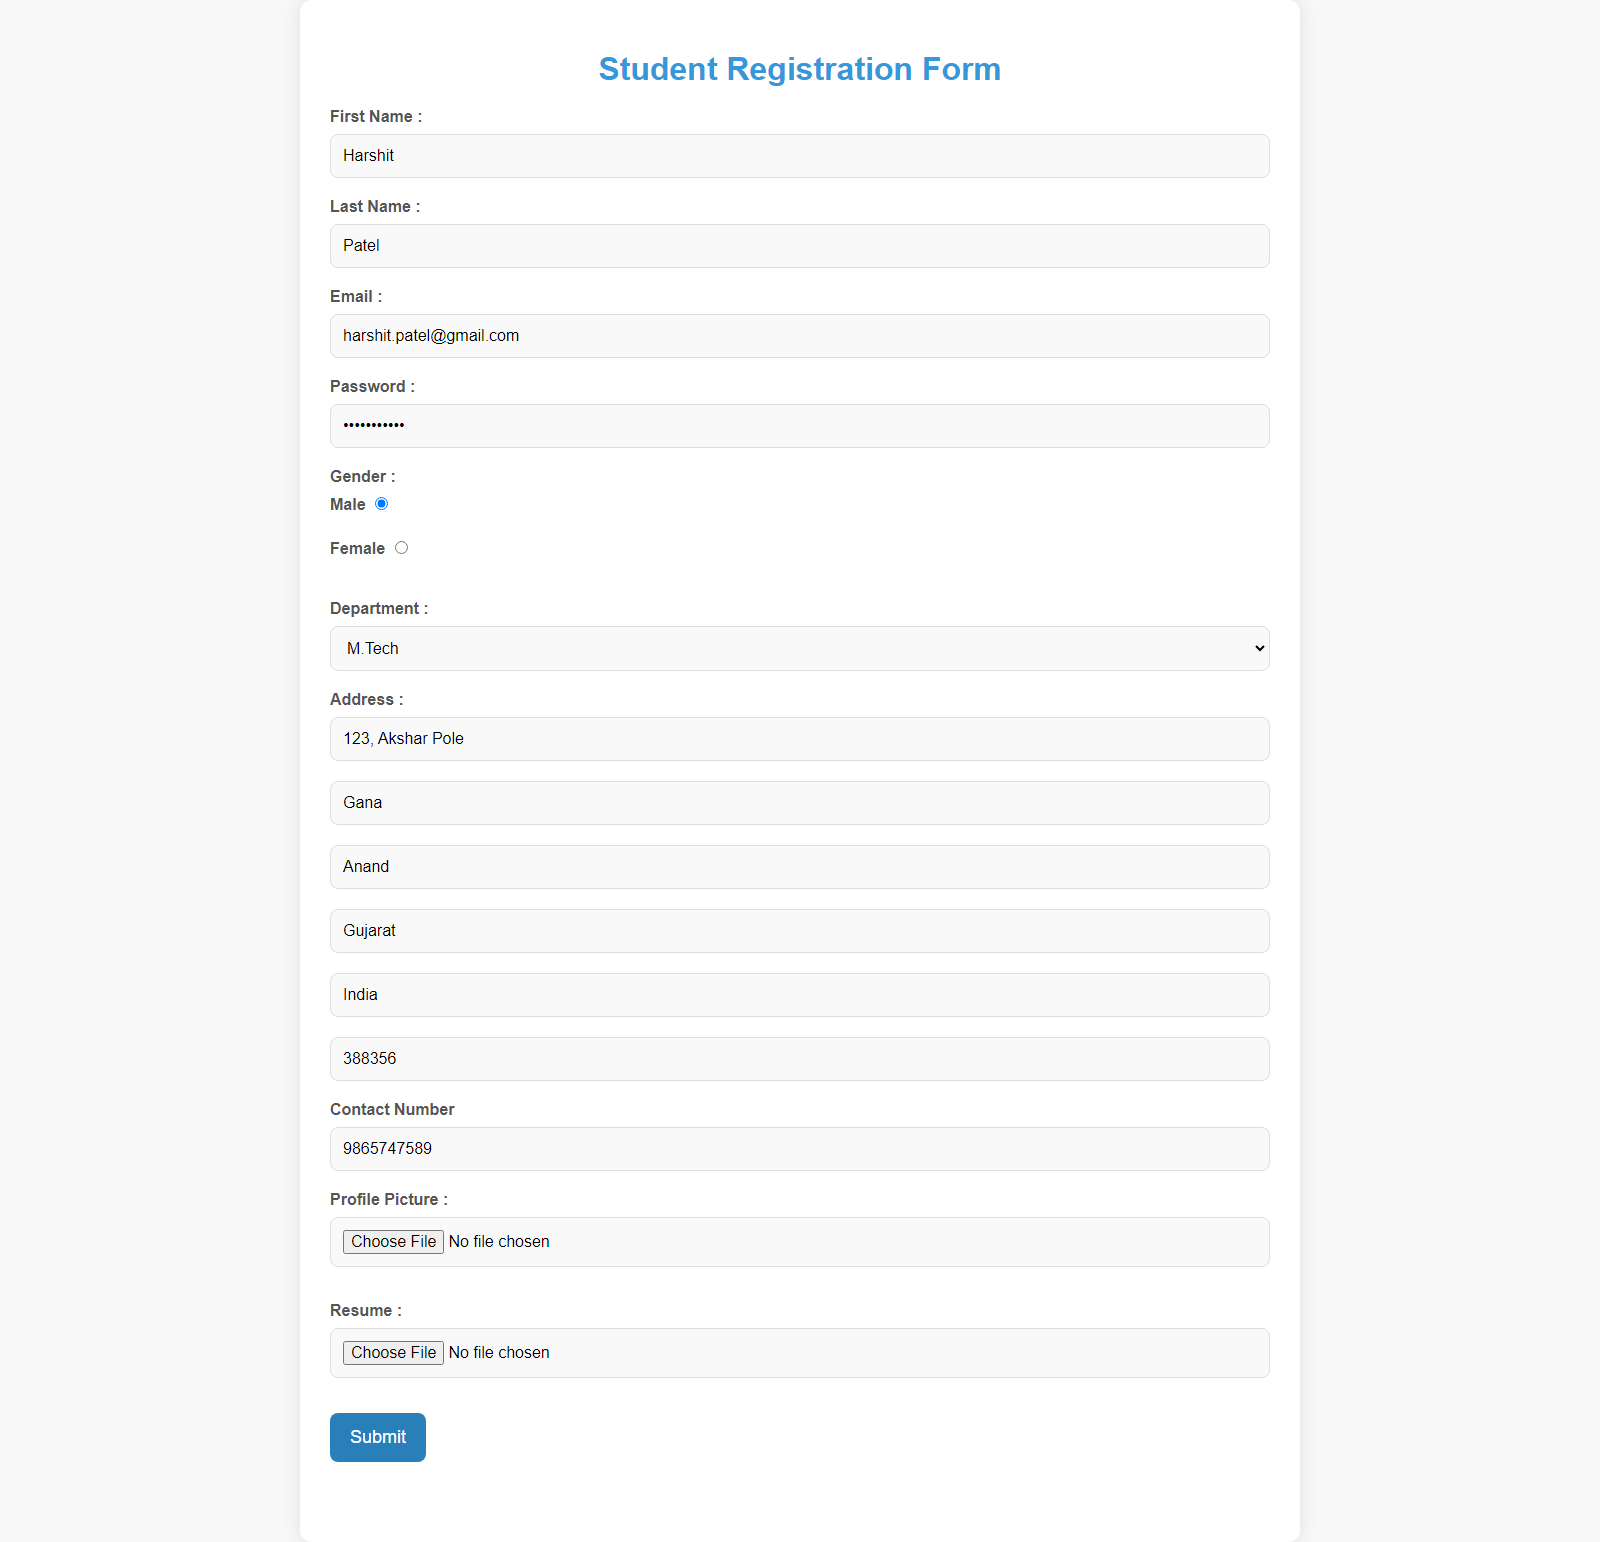 Student Registration Form
First Name :
Harshit
Last Name :
Patel
Email :
harshit.patel@gmail.com
Password :
•••••••••••
Gender :
Male
Female
Department :
M.Tech
Address :
123, Akshar Pole
Gana
Anand
Gujarat
India
388356
Contact Number
9865747589
Profile Picture :
Choose File No file chosen
Resume :
Choose File No file chosen
Submit